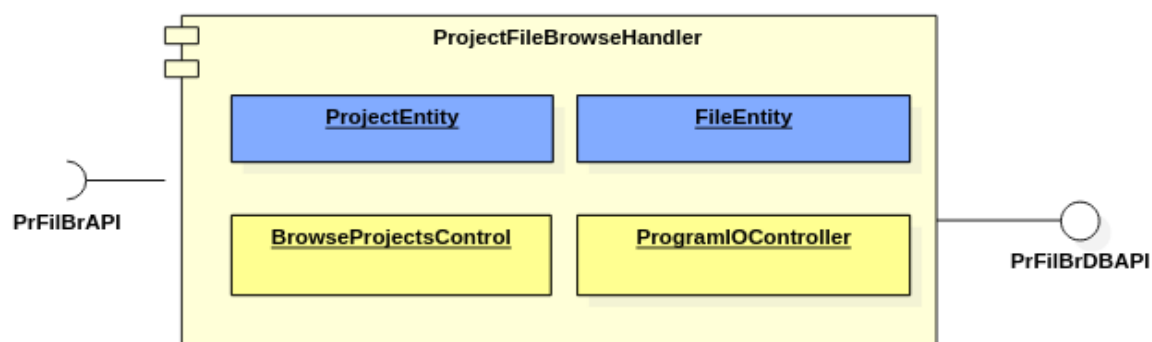 ProjectFileBrowseHandler
ProjectEntity
FileEntity
PrFilBrAPI
BrowseProjectsControl
ProgramIOController
PrFilBrDBAPI